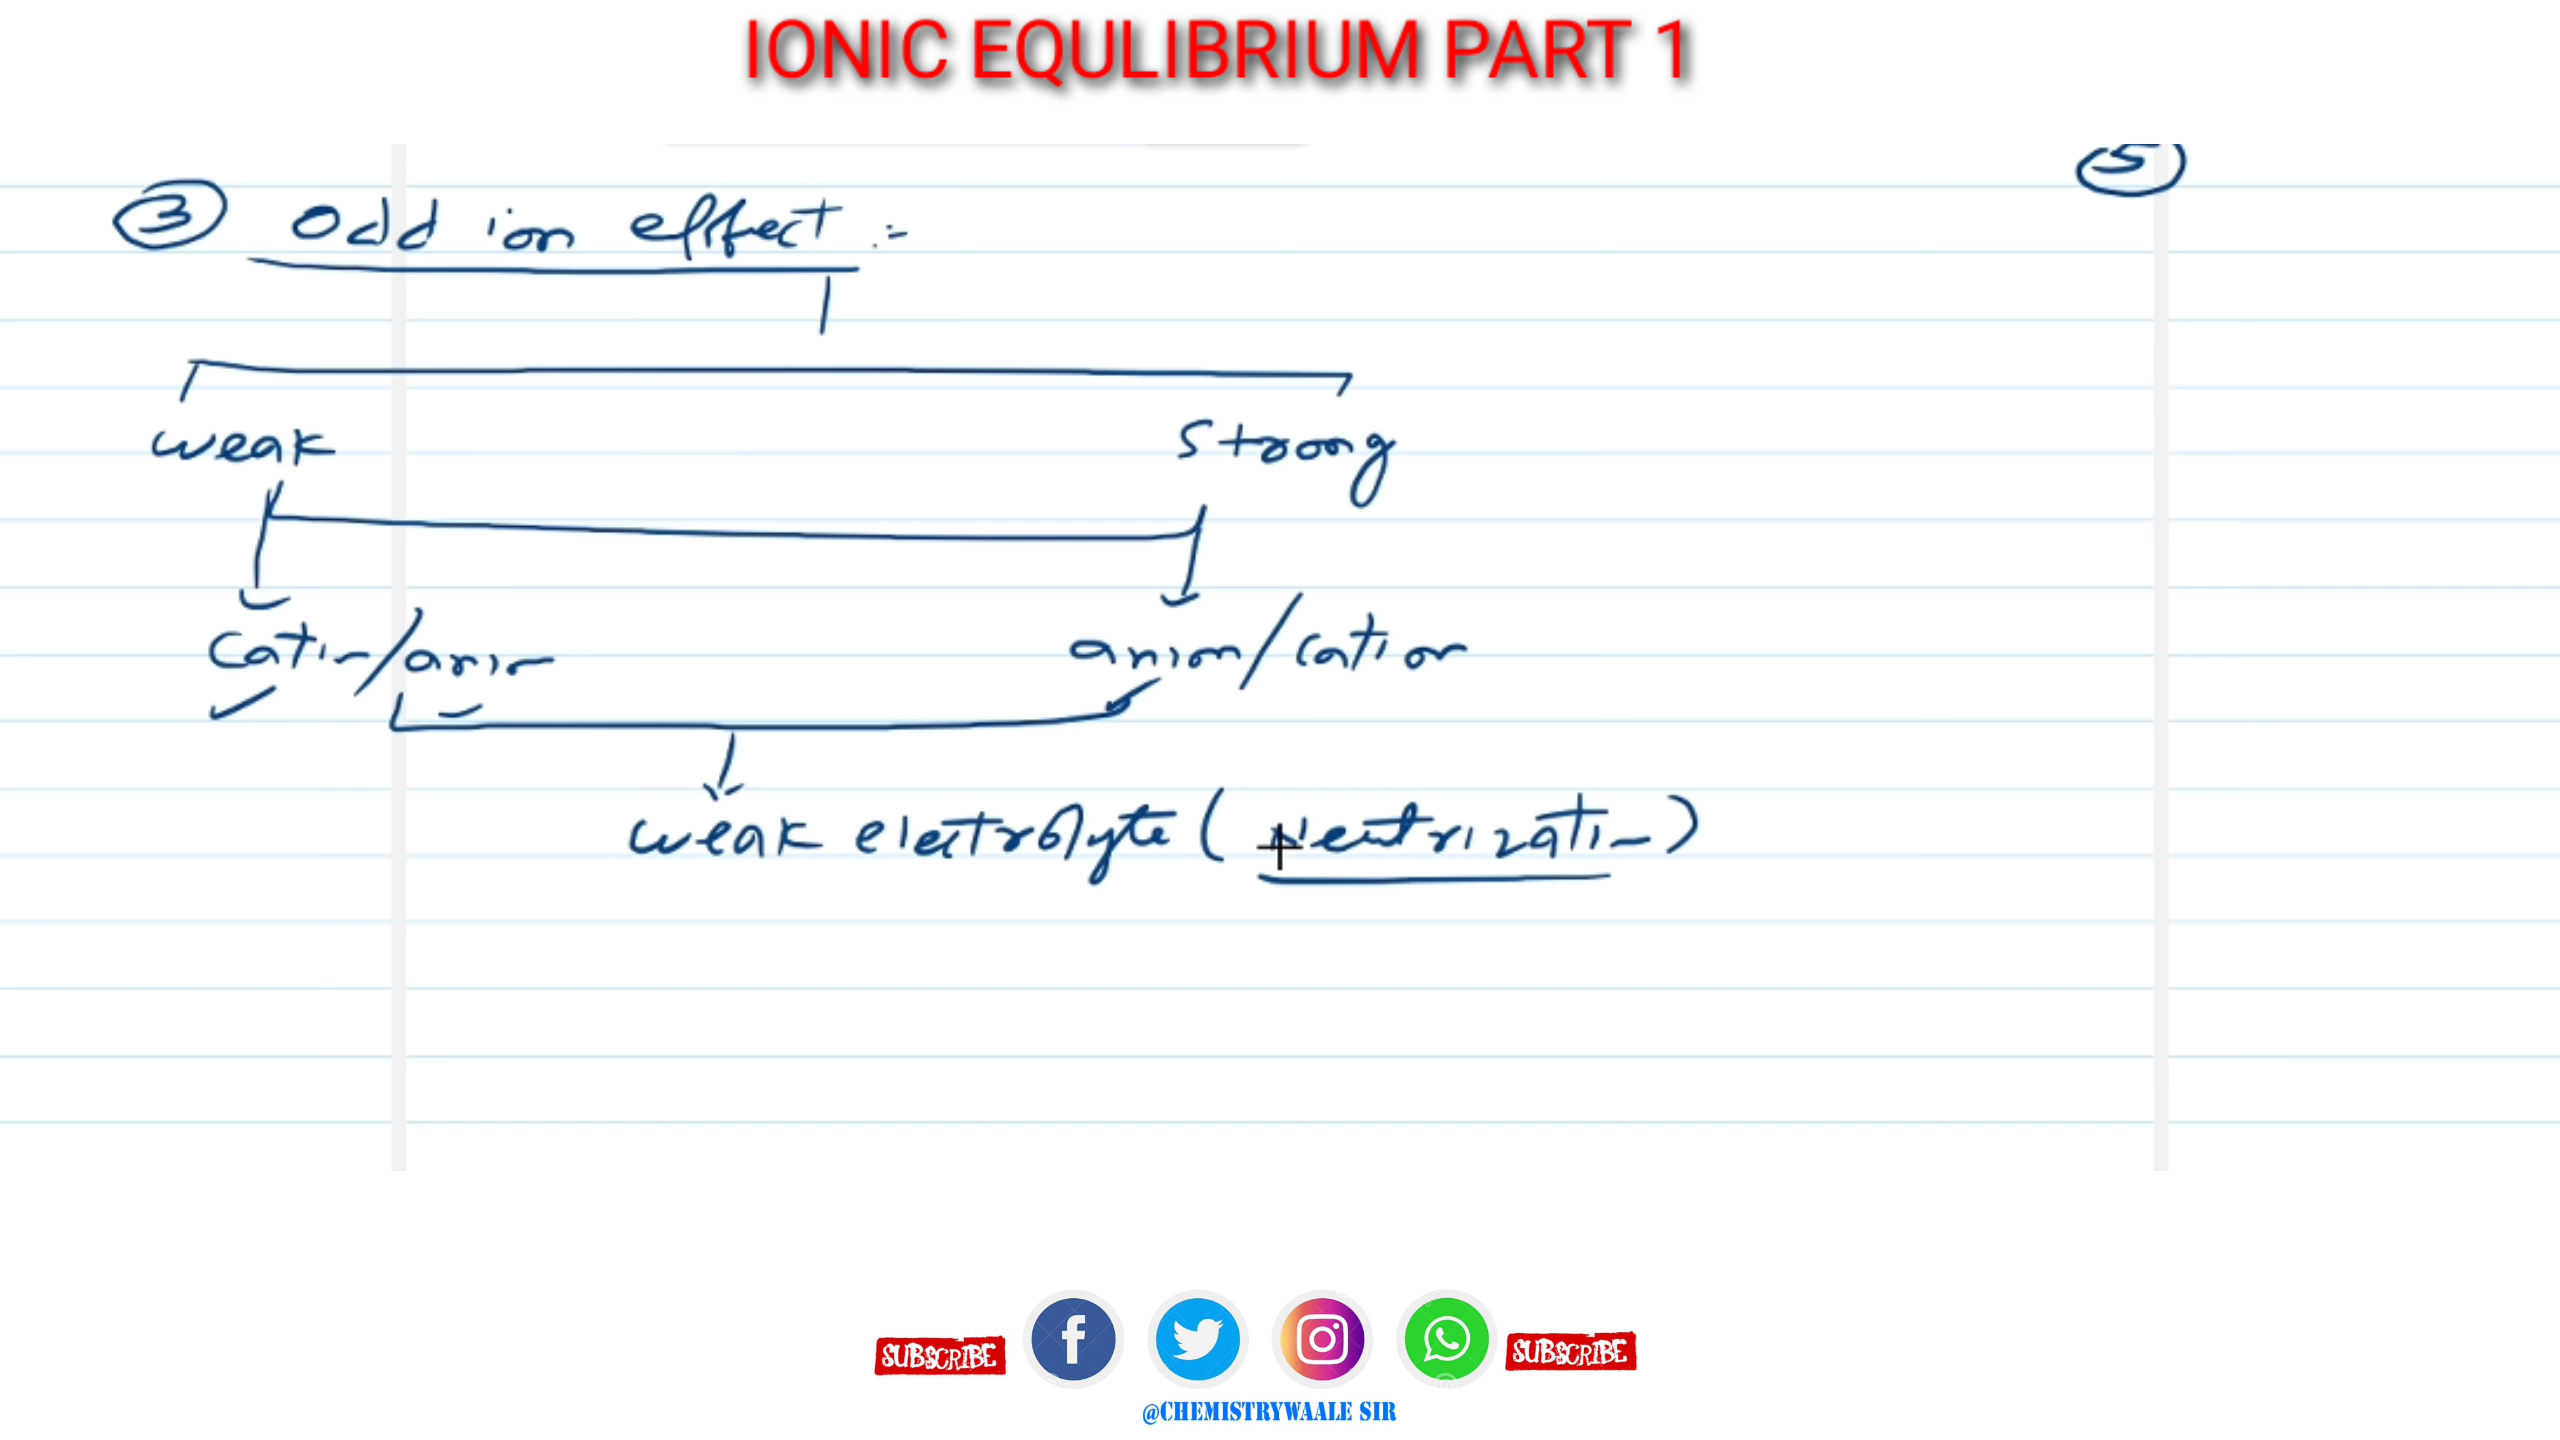 IONIC EQULIBRIUM PART 1
5
3 Odd ion effect :-
weak strong
Catin/anion anion/cation
weak electrolyte (Neutrization)
SUBSCRIBE SUBSCRIBE
@CHEMISTRYWAALE SIR